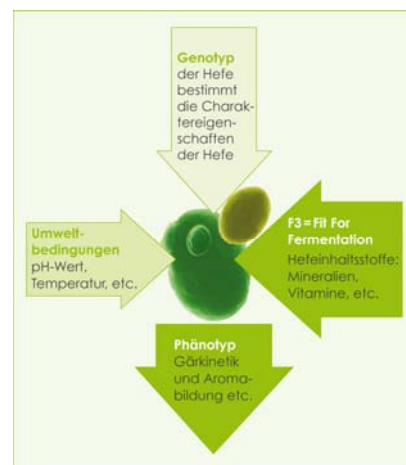 Genotyp
der Hefe
bestimmt
die Charak-
tereigen-
schaften
der Hefe
Umwelt-
bedingungen
pH-Wert,
Temperatur, etc.
F3=Fit For
Fermentation
Hefeinhaltsstoffe:
Mineralien,
Vitamine, etc.
Phänotyp
Gärkinetik
und Aroma-
bildung etc.